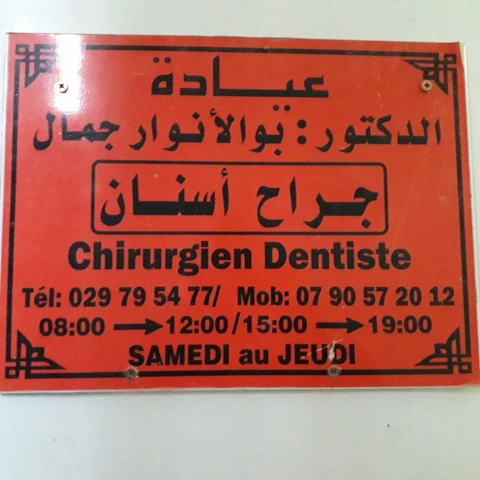 عيادة
الدكتور : بوالأنوار جمال
جراح أسنان
Chirurgien Dentiste
Tél: 029 79 54 77/ Mob: 07 90 57 20 12
08:00 → 12:00 / 15:00 → 19:00
SAMEDI au JEUDI